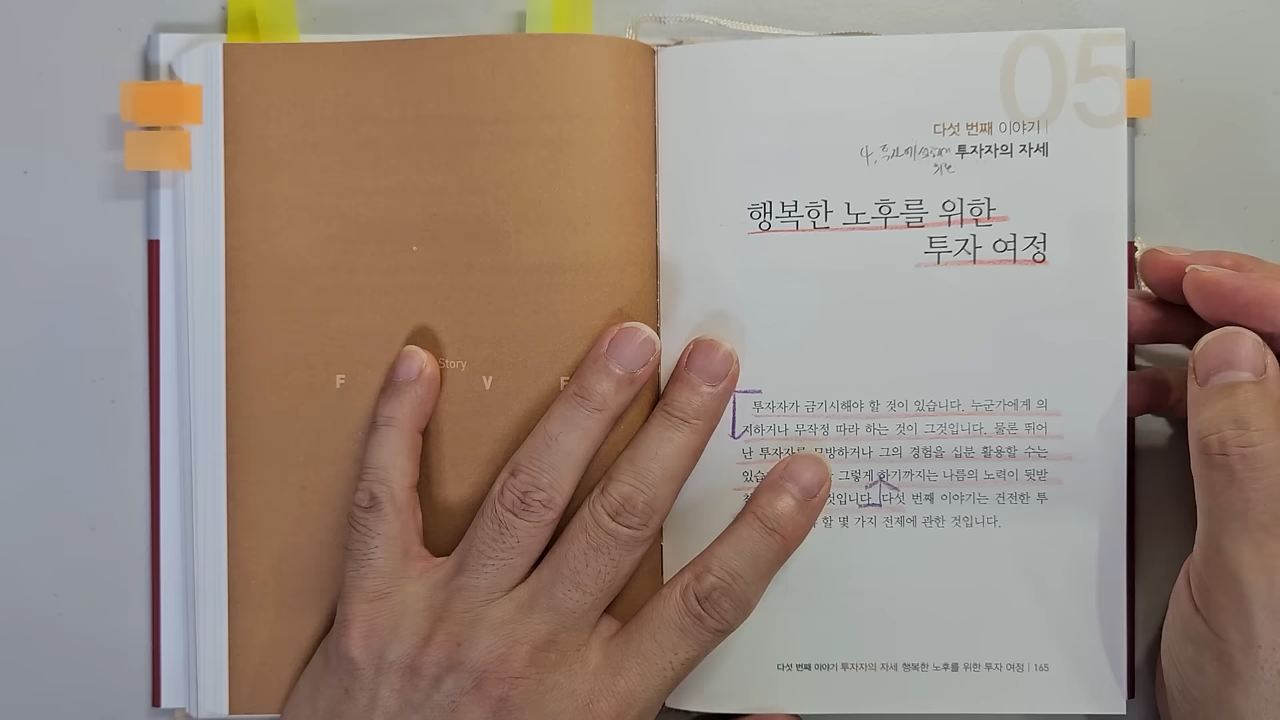 Story
F V E
05
다섯 번째 이야기
투자자의 자세
행복한 노후를 위한
투자 여정
투자자가 금기시해야 할 것이 있습니다. 누군가에게 의
지하거나 무작정 따라 하는 것이 그것입니다. 물론 뛰어
난 투자자를 모방하거나 그의 경험을 십분 활용할 수는
그렇게 하기까지는 나름의 노력이 뒷받
것입니다. 다섯 번째 이야기는 건전한 투
할 몇 가지 전제에 관한 것입니다.
다섯 번째 이야기 투자자의 자세 행복한 노후를 위한 투자 여정 | 165